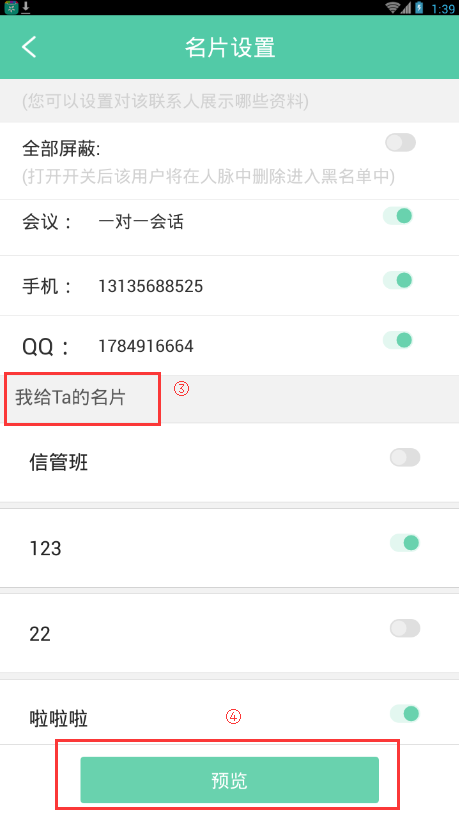 1:39
名片设置
(您可以设置对该联系人展示哪些资料)
全部屏蔽:
(打开开关后该用户将在人脉中删除进入黑名单中)
会议： 一对一会话
手机： 13135688525
QQ： 1784916664
我给Ta的名片 ③
信管班
123
22
啦啦啦
④
预览